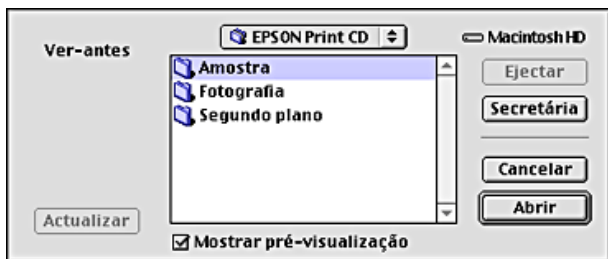 Ver-antes
EPSON Print CD
Macintosh HD
Amostra
Fotografia
Segundo plano
Ejectar
Secretária
Cancelar
Abrir
Actualizar
Mostrar pré-visualização